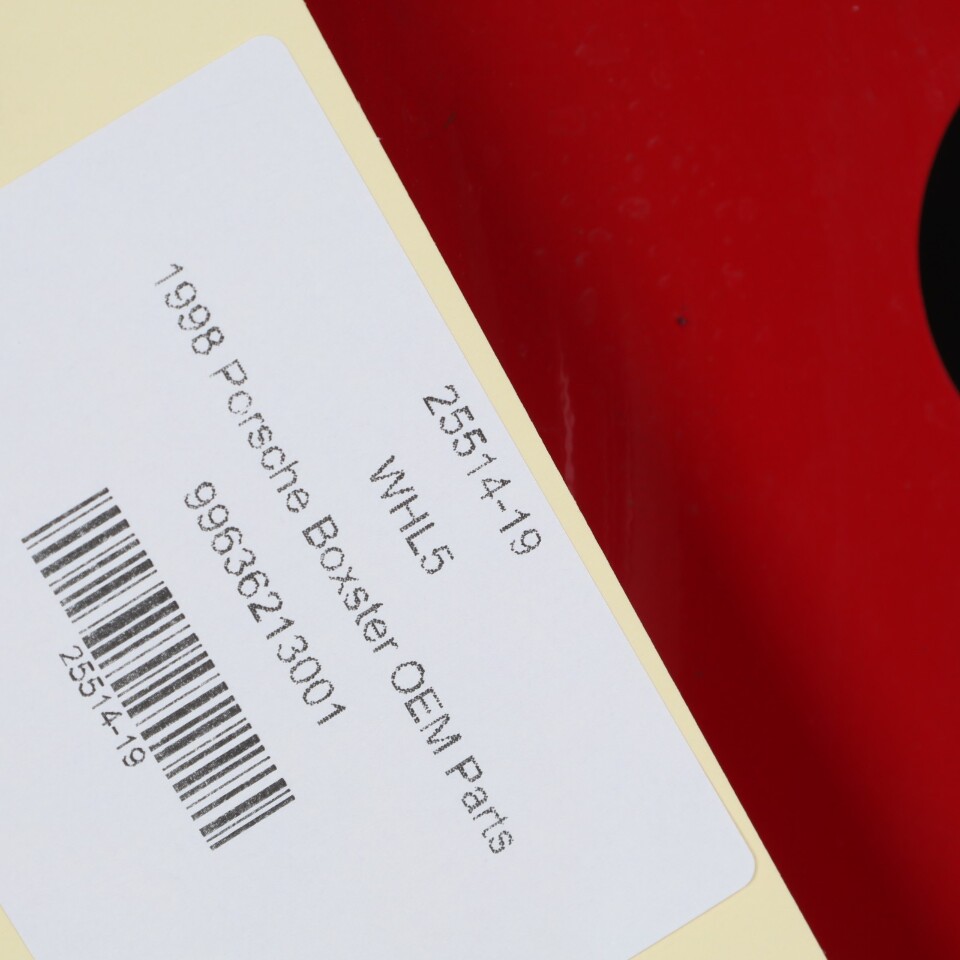 25514-19
WHL5
1998 Porsche Boxster OEM Parts
99636213001
25514-19